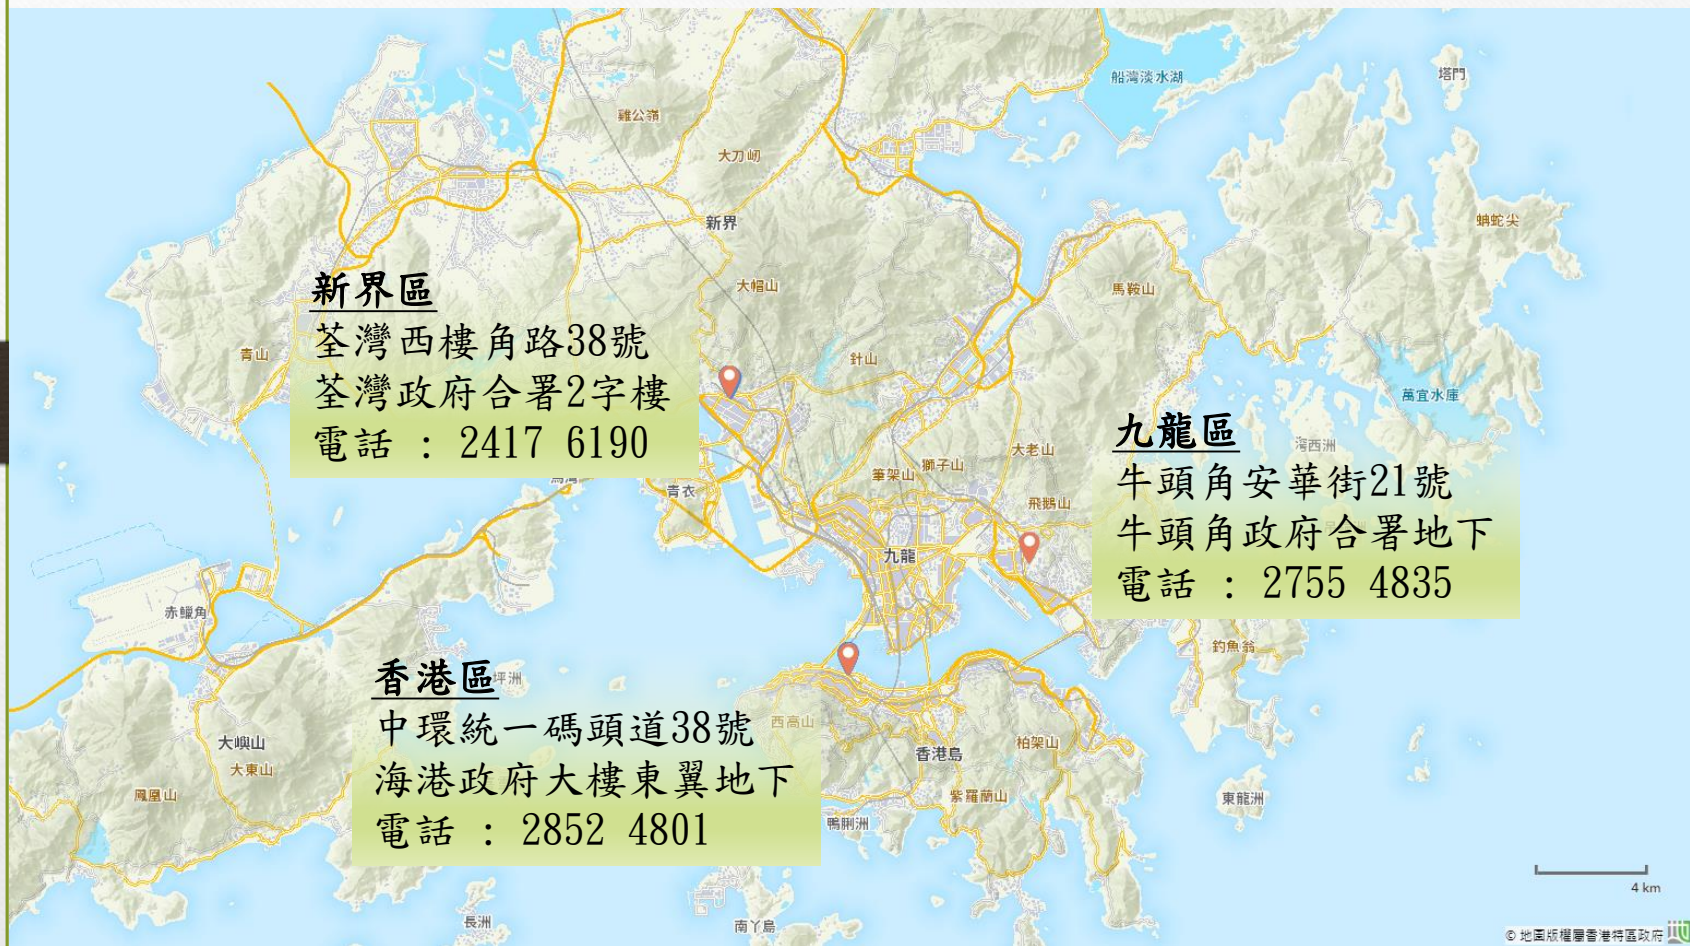 船灣淡水湖
塔門
雞公嶺
大刀屻
新界
蚺蛇尖
大帽山
馬鞍山
新界區
荃灣西樓角路38號
荃灣政府合署2字樓
電話 : 2417 6190
青山
針山
萬宜水庫
九龍區
牛頭角安華街21號
牛頭角政府合署地下
電話 : 2755 4835
滘西洲
大老山
獅子山
筆架山
青衣
飛鵝山
九龍
赤鱲角
釣魚翁
香港區
中環統一碼頭道38號
海港政府大樓東翼地下
電話 : 2852 4801
坪洲
西高山
大嶼山
香港島
柏架山
大東山
鳳凰山
紫羅蘭山
東龍洲
鴨脷洲
4 km
長洲
南丫島
© 地圖版權屬香港特區政府